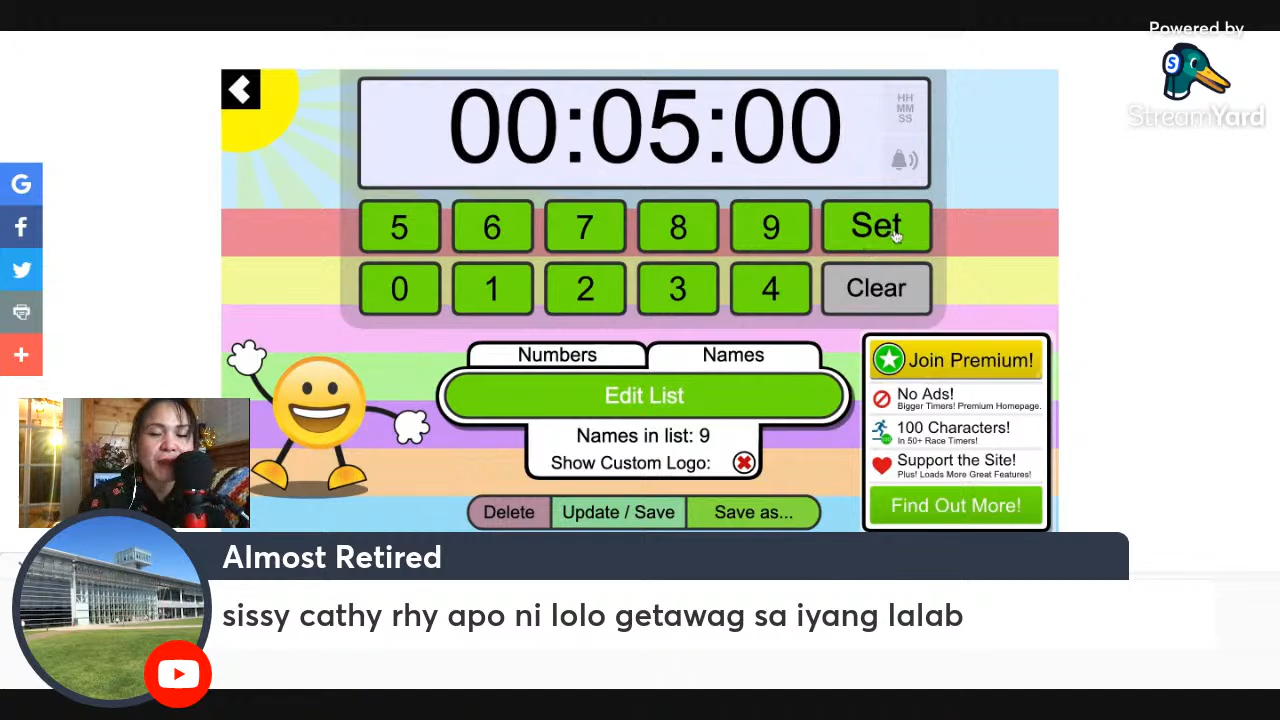 Powered by
StreamYard
00:05:00
HH
MM
SS
5 6 7 8 9 Set
0 1 2 3 4 Clear
Numbers Names
Edit List
Names in list: 9
Show Custom Logo:
Delete Update / Save Save as...
Join Premium!
No Ads!
Bigger Timers! Premium Homepage.
100 Characters!
In 50+ Race Timers!
Support the Site!
Plus! Loads More Great Features!
Find Out More!
Almost Retired
sissy cathy rhy apo ni lolo getawag sa iyang lalab